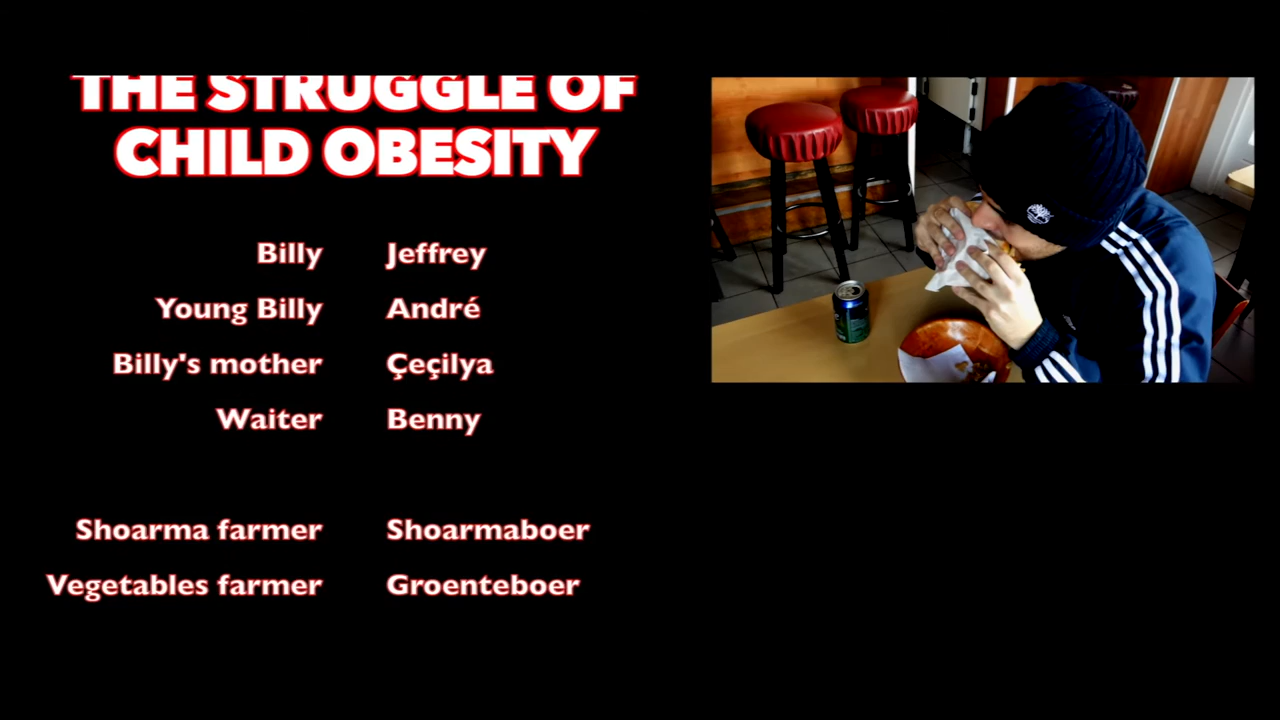 THE STRUGGLE OF
CHILD OBESITY
Billy Jeffrey
Young Billy André
Billy's mother Çeçilya
Waiter Benny
Shoarma farmer Shoarmaboer
Vegetables farmer Groenteboer